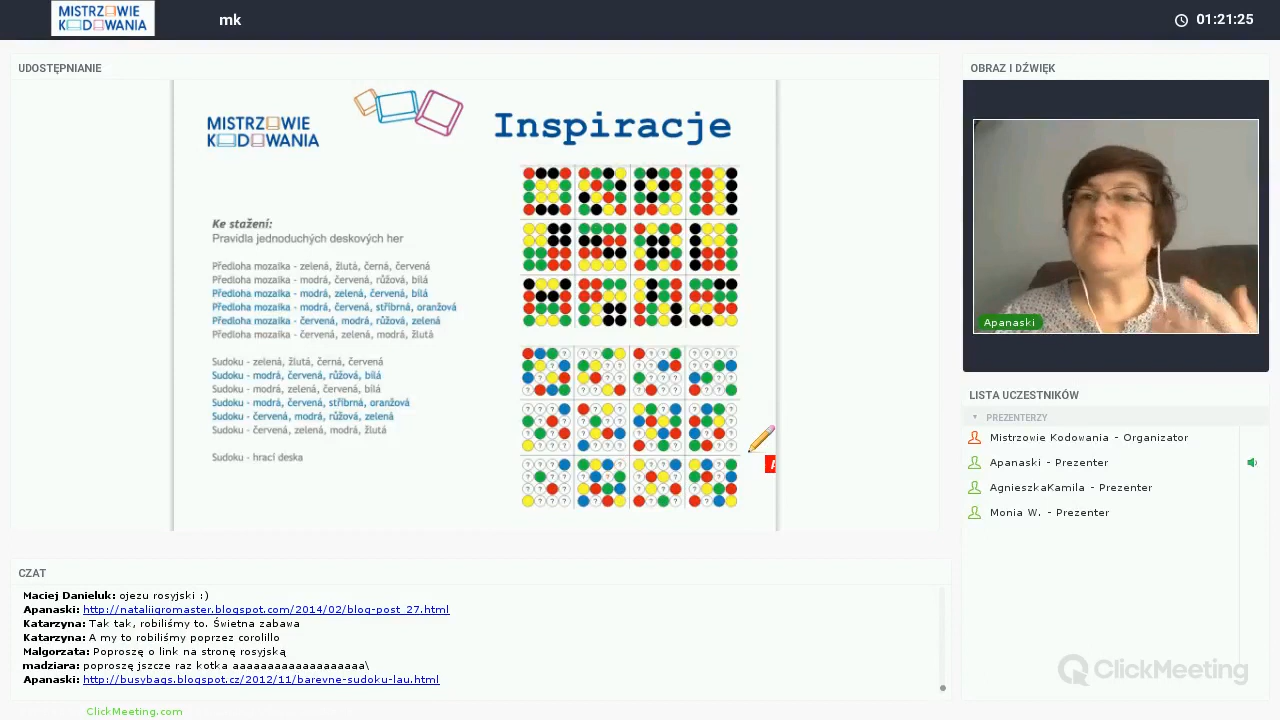 MISTRZOWIE
KODOWANIA
mk
01:21:25
UDOSTĘPNIANIE
MISTRZOWIE
KODOWANIA
Inspiracje
Ke stažení:
Pravidla jednoduchých deskových her
Předloha mozaika - zelená, žlutá, černá, červená
Předloha mozaika - modrá, červená, růžová, bílá
Předloha mozaika - modrá, zelená, červená, bílá
Předloha mozaika - modrá, červená, stříbrná, oranžová
Předloha mozaika - červená, modrá, růžová, zelená
Předloha mozaika - červená, zelená, modrá, žlutá
Sudoku - zelená, žlutá, černá, červená
Sudoku - modrá, červená, růžová, bílá
Sudoku - modrá, zelená, červená, bílá
Sudoku - modrá, červená, stříbrná, oranžová
Sudoku - červená, modrá, růžová, zelená
Sudoku - červená, zelená, modrá, žlutá
Sudoku - hrací deska
OBRAZ I DŹWIĘK
Apanaski
LISTA UCZESTNIKÓW
PREZENTERZY
Mistrzowie Kodowania - Organizator
Apanaski - Prezenter
AgnieszkaKamila - Prezenter
Monia W. - Prezenter
CZAT
Maciej Danieluk: ojezu rosyjski :)
Apanaski: http://nataliigromaster.blogspot.com/2014/02/blog-post_27.html
Katarzyna: Tak tak, robiliśmy to. Świetna zabawa
Katarzyna: A my to robiliśmy poprzez corolillo
Malgorzata: Poproszę o link na stronę rosyjską
madziara: poproszę jszcze raz kotka aaaaaaaaaaaaaaaaaaa\
Apanaski: http://busybags.blogspot.cz/2012/11/barevne-sudoku-lau.html
ClickMeeting
ClickMeeting.com